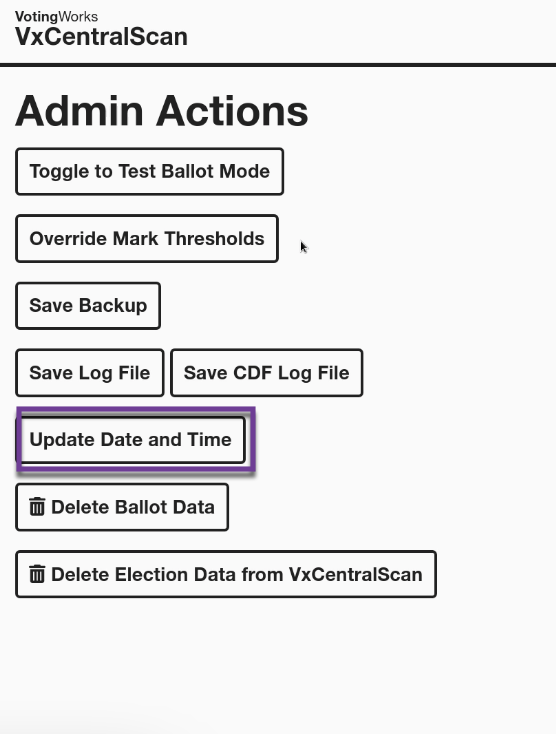 VotingWorks
VxCentralScan
Admin Actions
Toggle to Test Ballot Mode
Override Mark Thresholds
Save Backup
Save Log File Save CDF Log File
Update Date and Time
Delete Ballot Data
Delete Election Data from VxCentralScan